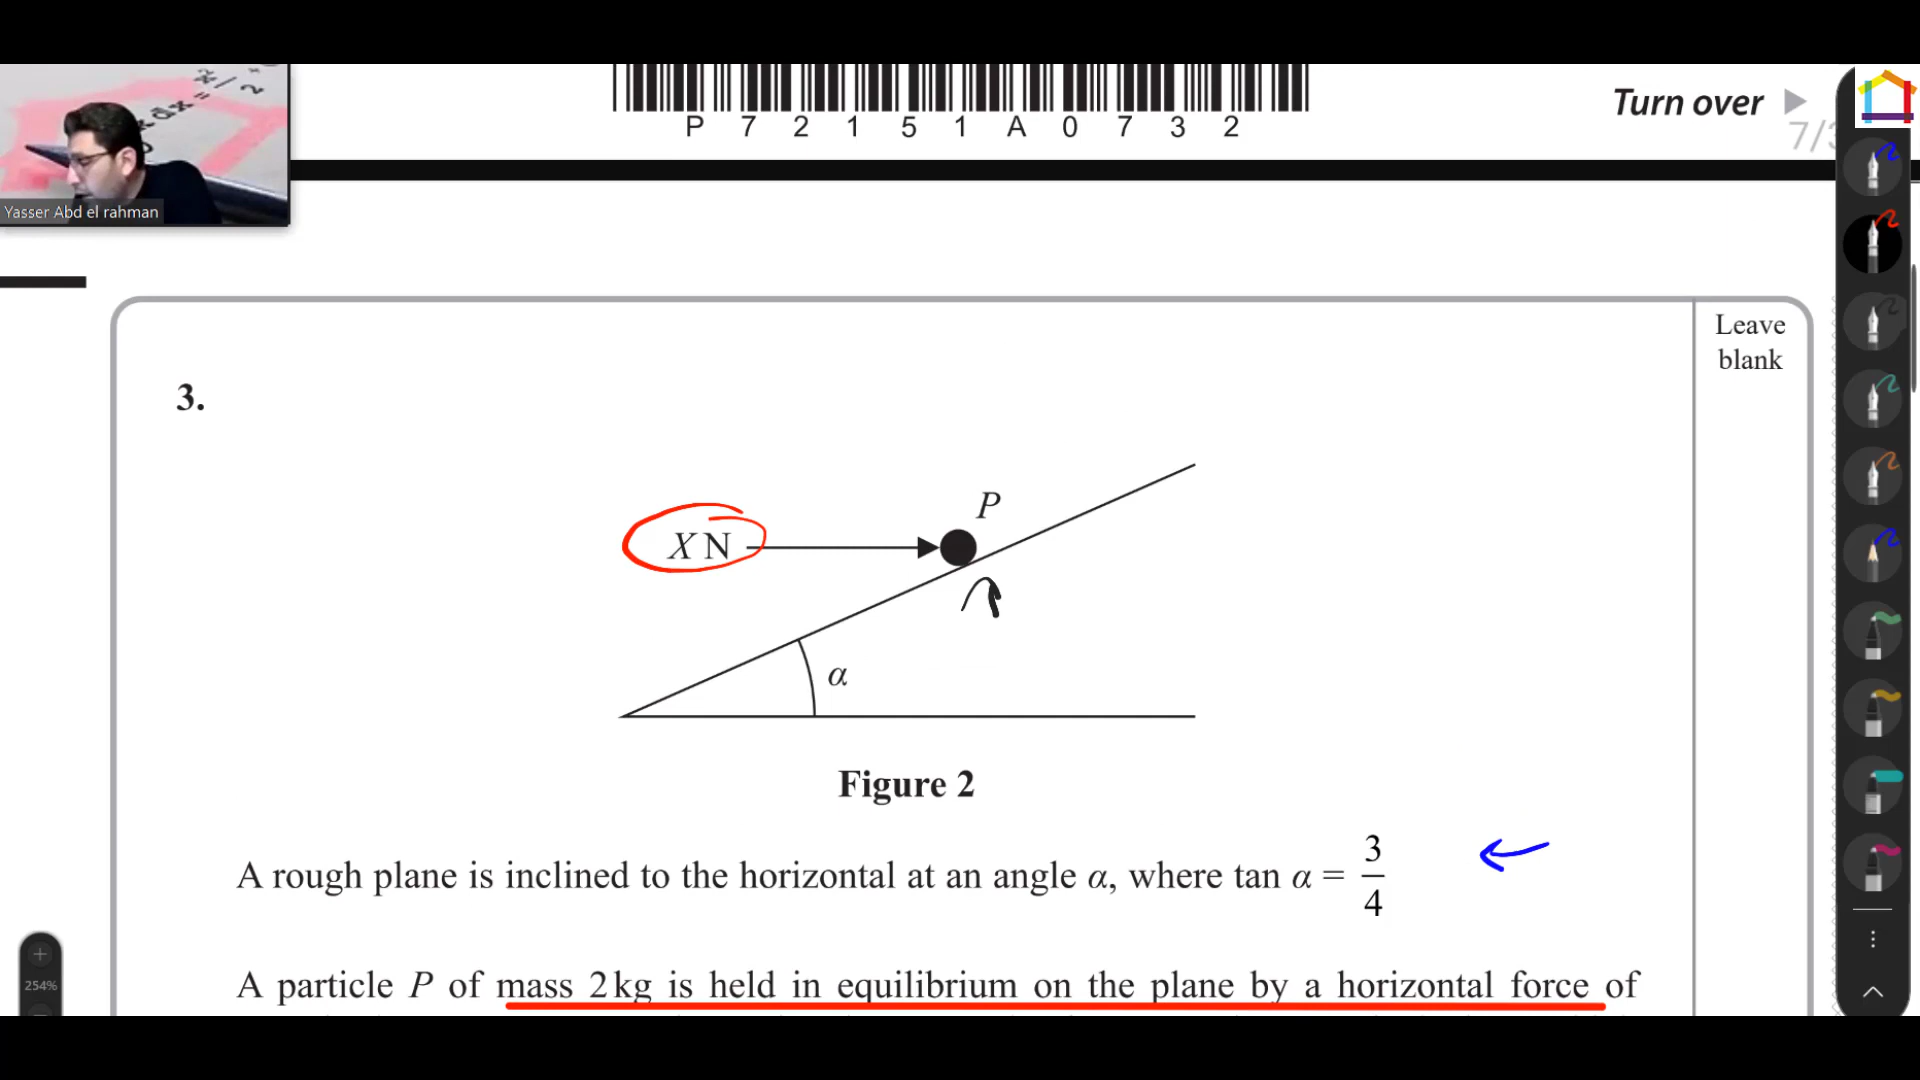 P 7 2 1 5 1 A 0 7 3 2
Turn over
7/3
Yasser Abd el rahman
Leave
blank
3.
P
X N
α
Figure 2
A rough plane is inclined to the horizontal at an angle α, where tan α = 3/4
A particle P of mass 2 kg is held in equilibrium on the plane by a horizontal force of
254%